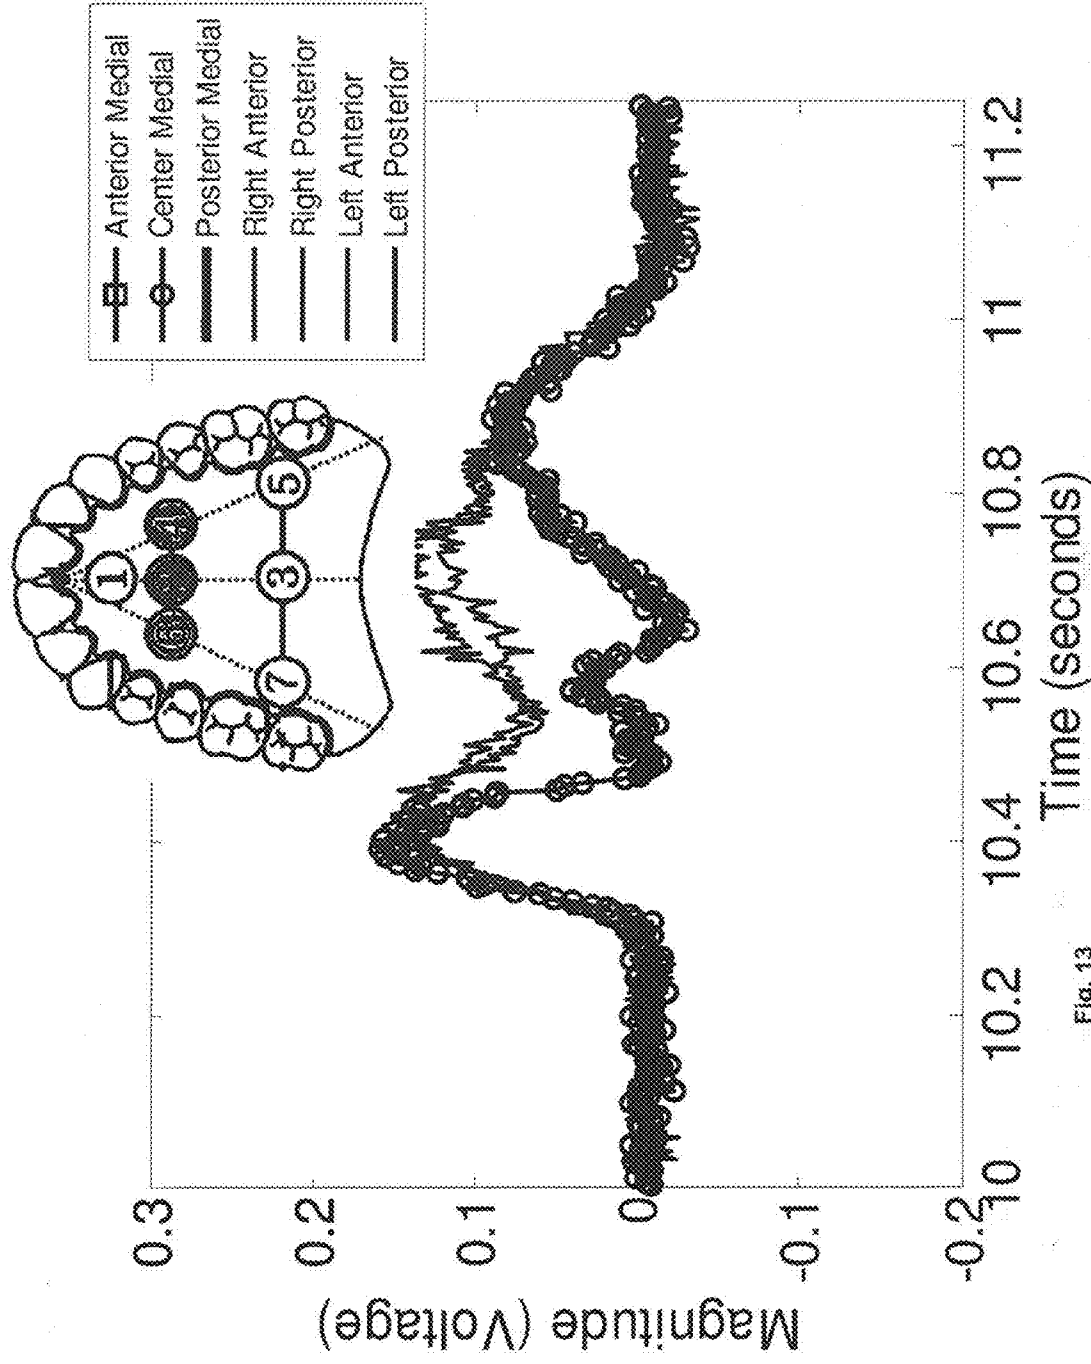 Anterior Medial
Center Medial
Posterior Medial
Right Anterior
Right Posterior
Left Anterior
Left Posterior
1
4
3
5
7
0.3
0.2
0.1
0
-0.1
-0.2
Magnitude (Voltage)
10
10.2
10.4
10.6
10.8
11
11.2
Time (seconds)
Fig. 13